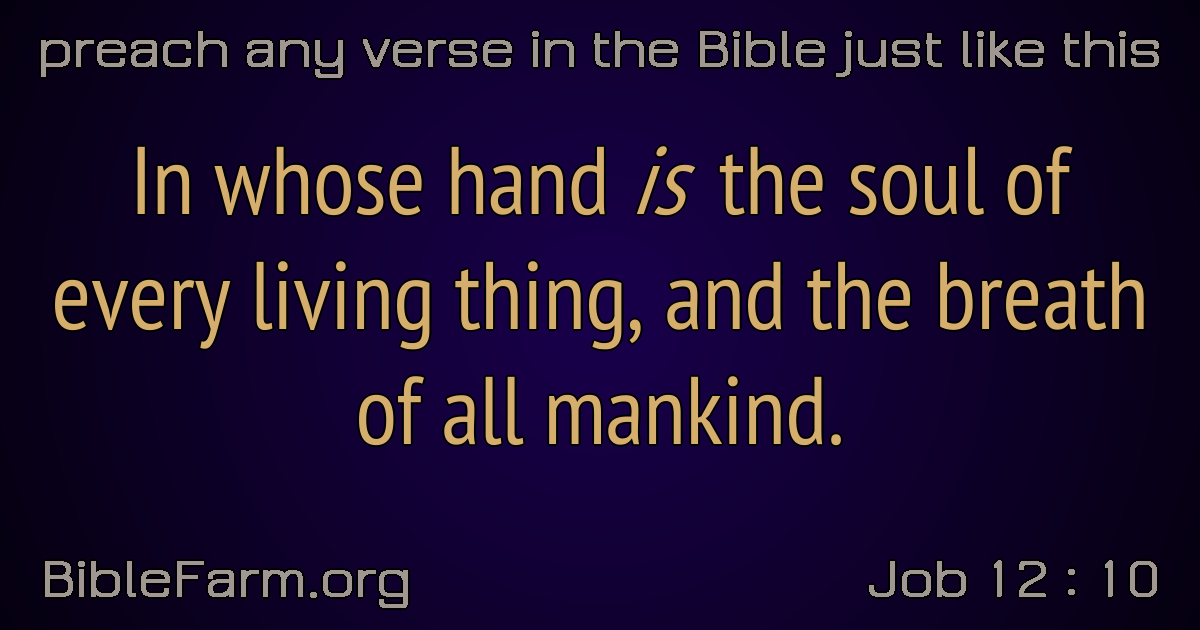 preach any verse in the Bible just like this
In whose hand is the soul of
every living thing, and the breath
of all mankind.
BibleFarm.org
Job 12 : 10